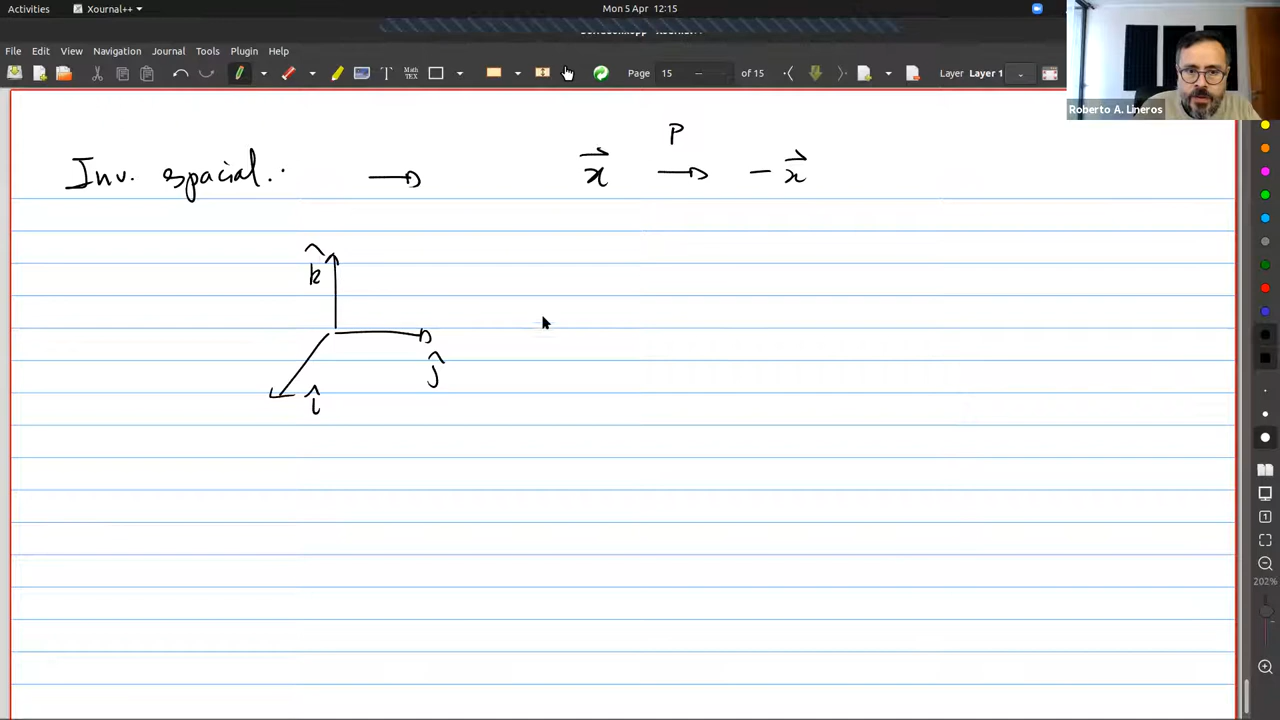 Activities Xournal++ Mon 5 Apr 12:15
File Edit View Navigation Journal Tools Plugin Help
Page 15 of 15 Layer Layer 1
Roberto A. Lineros
P
Inv. espacial.. → x⃗ → -x⃗
k̂
ĵ
î
202%